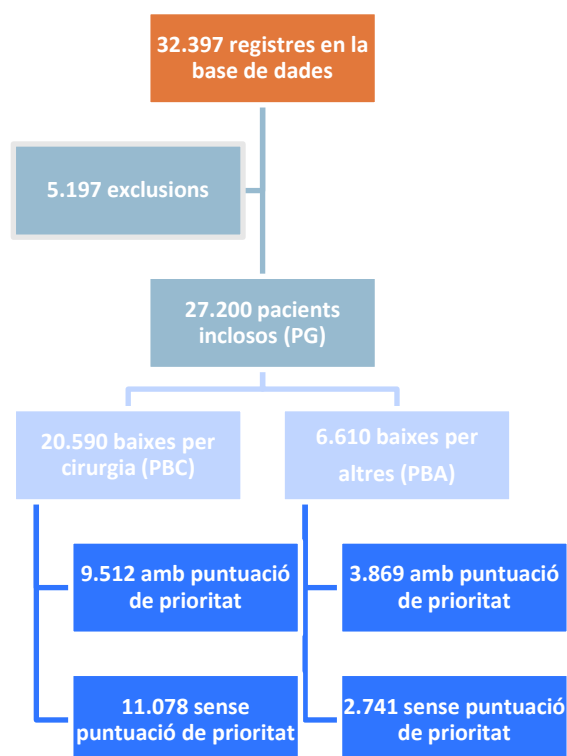 32.397 registres en la
base de dades
5.197 exclusions
27.200 pacients
inclosos (PG)
20.590 baixes per
cirurgia (PBC)
6.610 baixes per
altres (PBA)
9.512 amb puntuació
de prioritat
3.869 amb puntuació
de prioritat
11.078 sense
puntuació de prioritat
2.741 sense puntuació
de prioritat